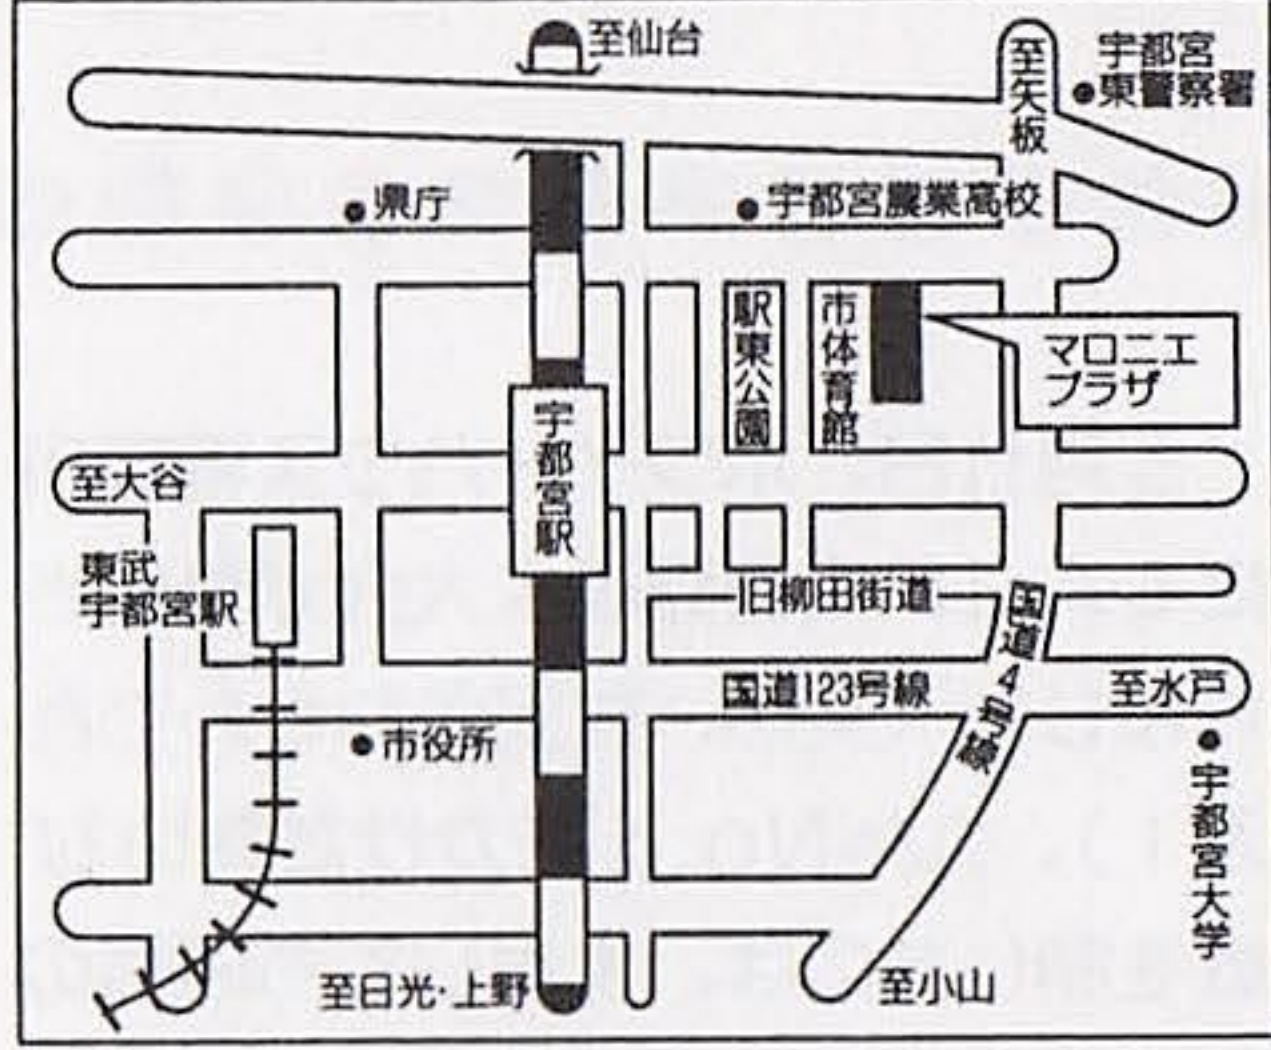 至仙台
至矢板
宇都宮
東警察署
県庁
宇都宮農業高校
駅東公園
市体育館
マロニエ
プラザ
宇都宮駅
至大谷
東武
宇都宮駅
旧柳田街道
国道4号線
国道123号線
至水戸
市役所
宇都宮大学
至日光・上野
至小山